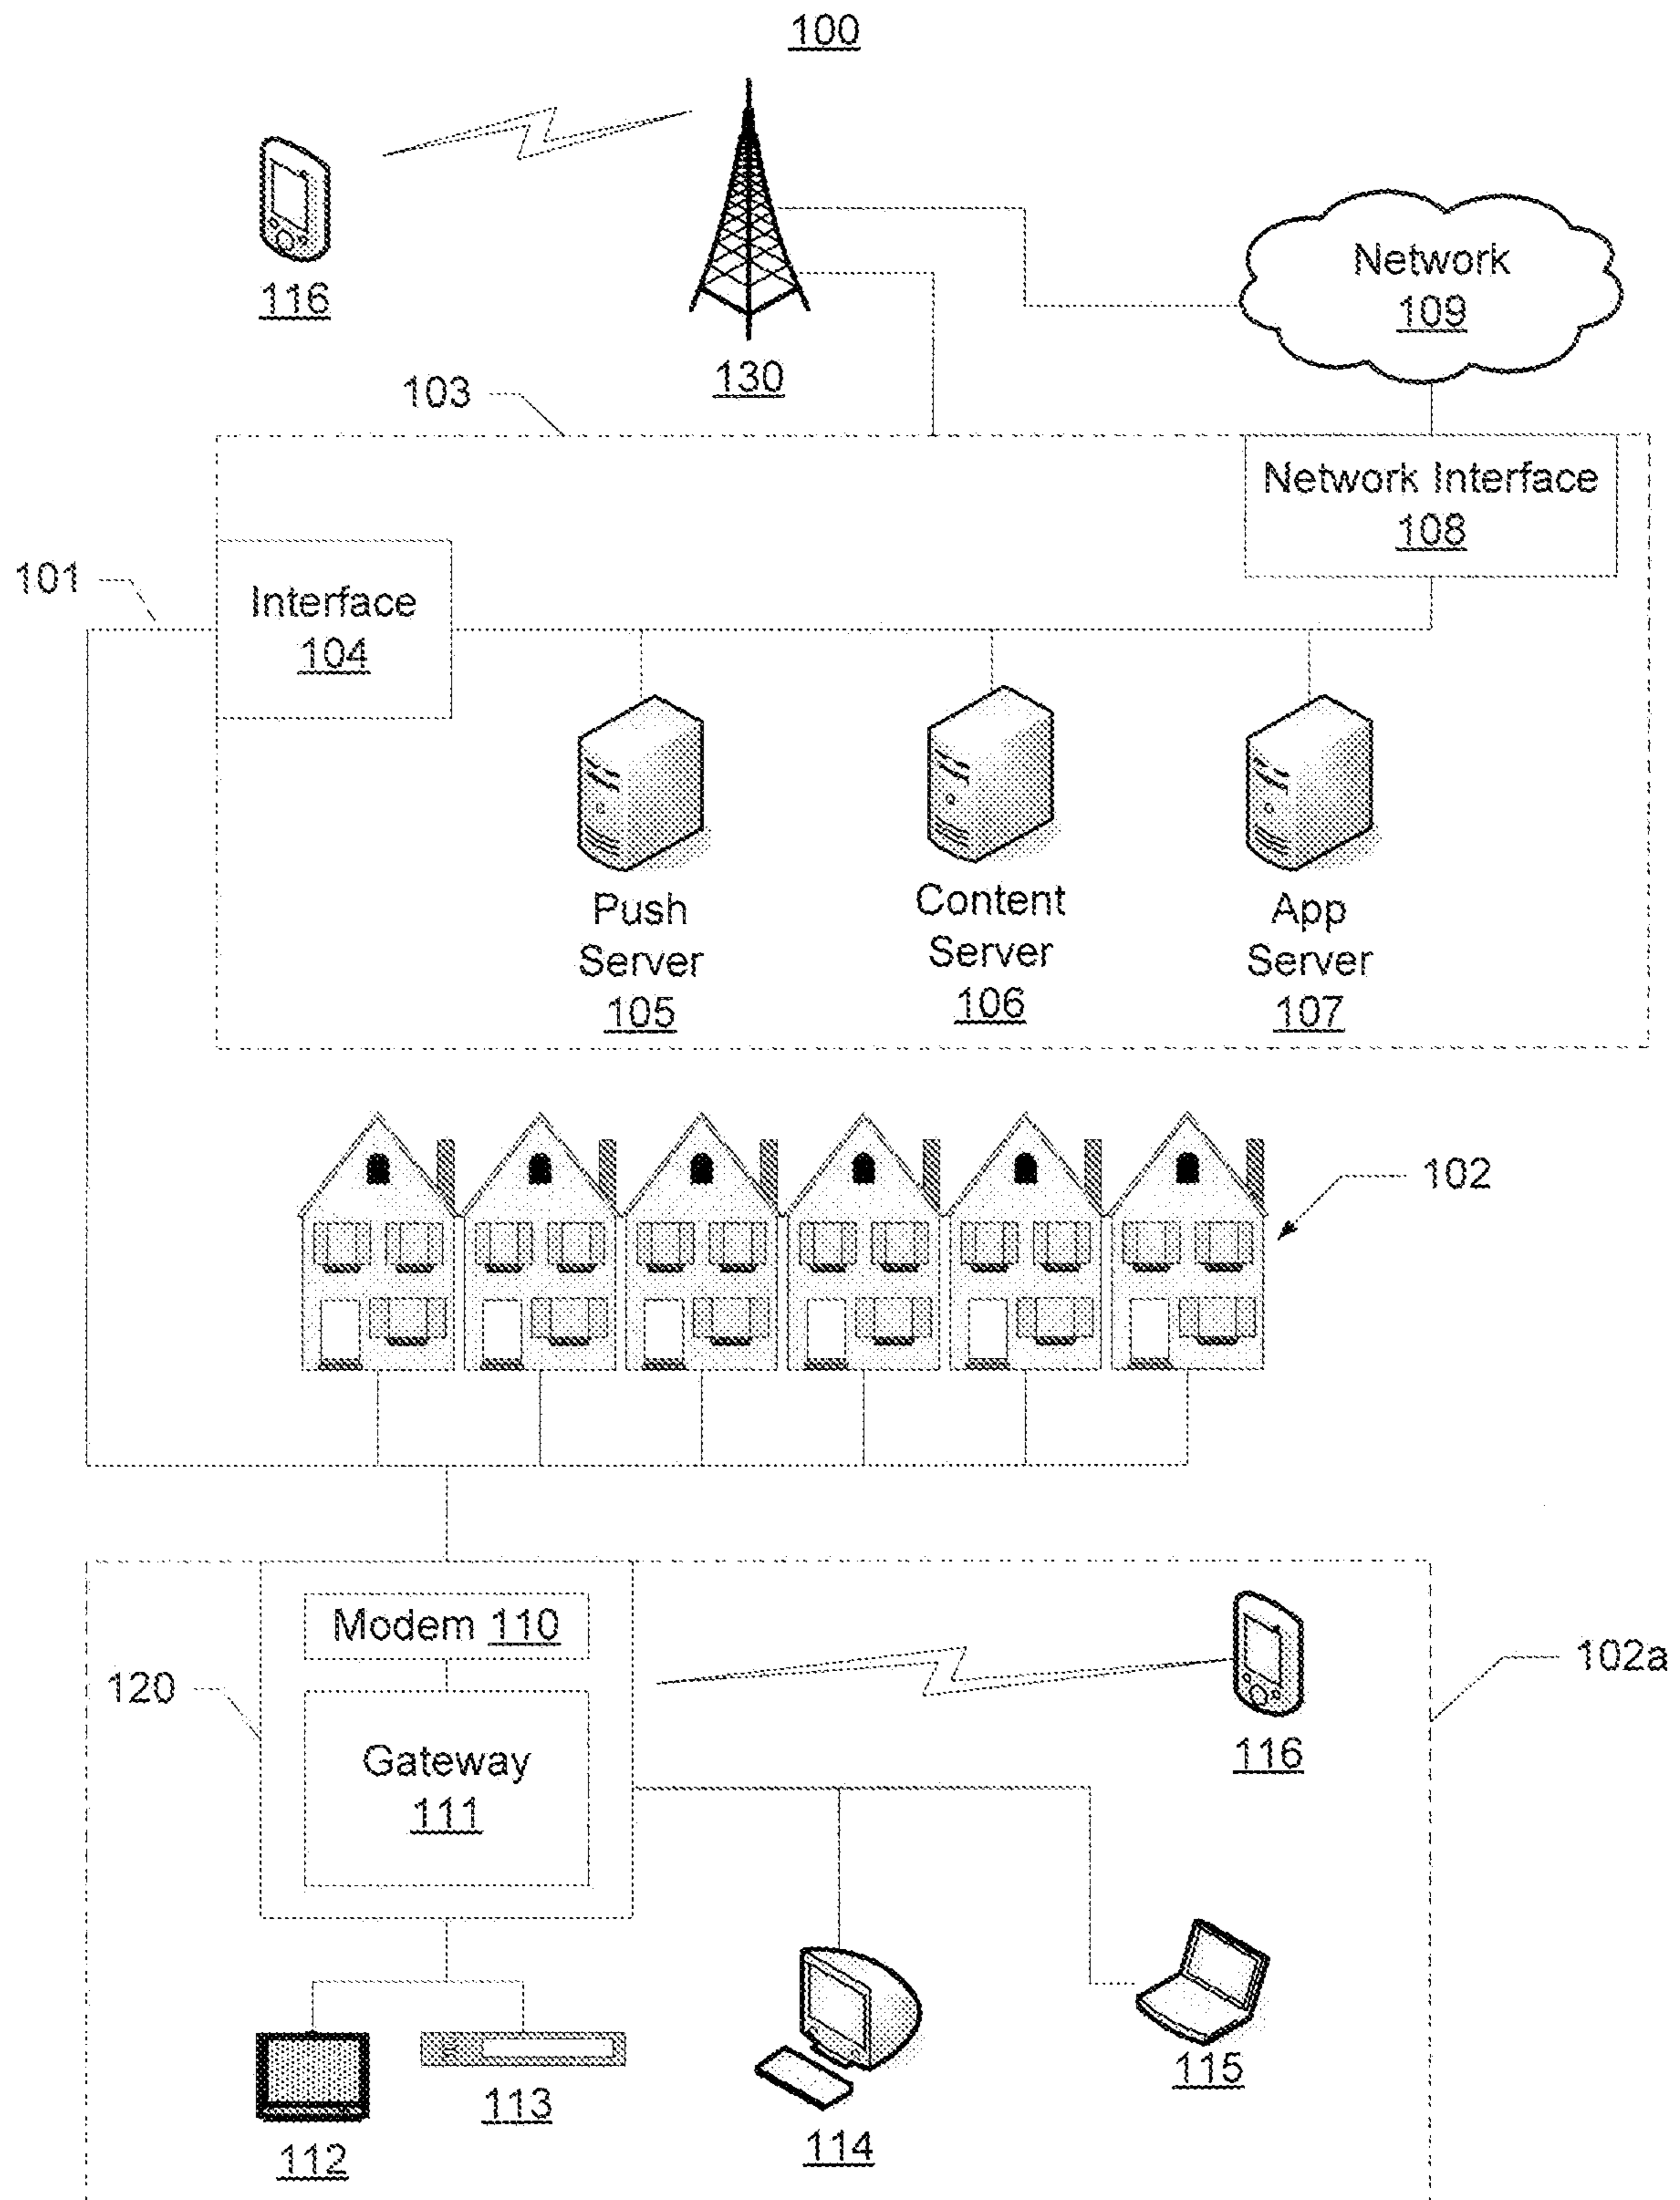 100
116
130
Network
109
103
Network Interface
108
101
Interface
104
Push
Server
105
Content
Server
106
App
Server
107
102
Modem 110
120
Gateway
111
116
102a
112
113
114
115